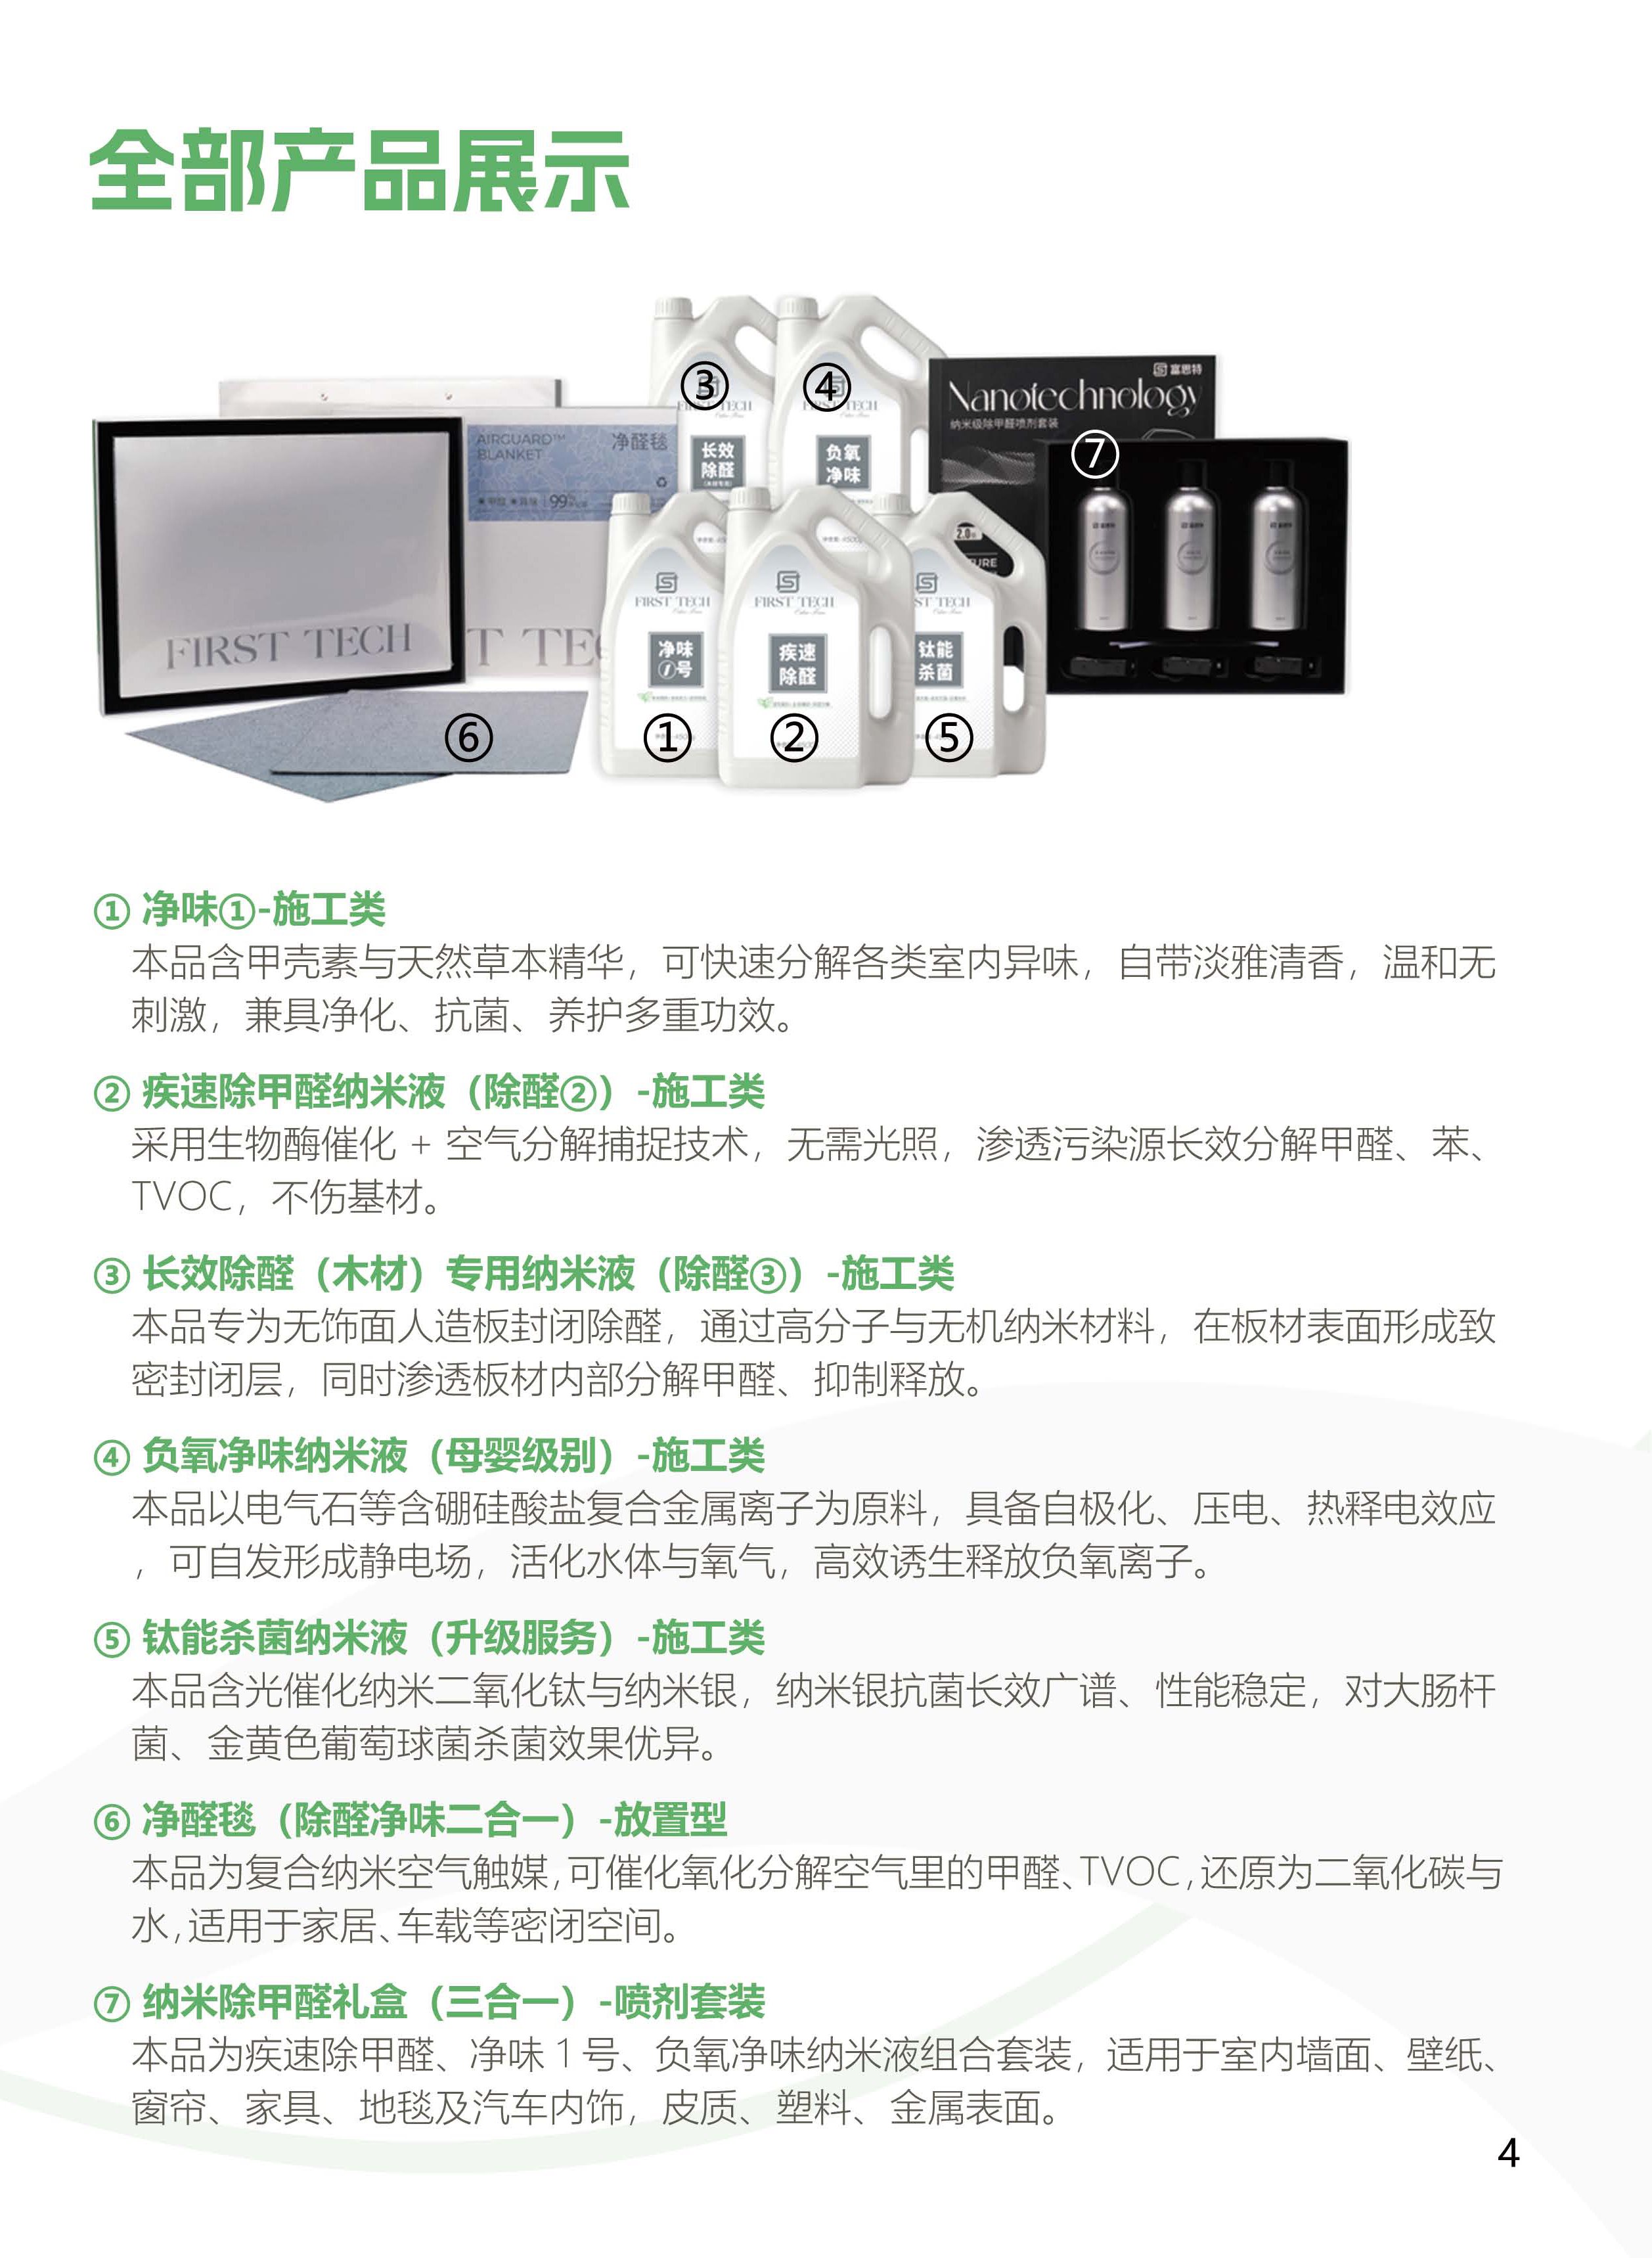 全部产品展示
③
④
FIRST TECH
FIRST TECH
长效
除醛
负氧
净味
富思特
Nanotechnology
纳米级除甲醛喷剂套装
⑦
AIRGUARD™
BLANKET
净醛毯
99%
2.0
FIRST TECH
FIRST TECH
FIRST TECH
ST TECH
净味
①号
疾速
除醛
钛能
杀菌
富思特
富思特
富思特
⑥
①
②
⑤
① 净味①-施工类
本品含甲壳素与天然草本精华，可快速分解各类室内异味，自带淡雅清香，温和无
刺激，兼具净化、抗菌、养护多重功效。
② 疾速除甲醛纳米液（除醛②）-施工类
采用生物酶催化 + 空气分解捕捉技术，无需光照，渗透污染源长效分解甲醛、苯、
TVOC，不伤基材。
③ 长效除醛（木材）专用纳米液（除醛③）-施工类
本品专为无饰面人造板封闭除醛，通过高分子与无机纳米材料，在板材表面形成致
密封闭层，同时渗透板材内部分解甲醛、抑制释放。
④ 负氧净味纳米液（母婴级别）-施工类
本品以电气石等含硼硅酸盐复合金属离子为原料，具备自极化、压电、热释电效应
，可自发形成静电场，活化水体与氧气，高效诱生释放负氧离子。
⑤ 钛能杀菌纳米液（升级服务）-施工类
本品含光催化纳米二氧化钛与纳米银，纳米银抗菌长效广谱、性能稳定，对大肠杆
菌、金黄色葡萄球菌杀菌效果优异。
⑥ 净醛毯（除醛净味二合一）-放置型
本品为复合纳米空气触媒,可催化氧化分解空气里的甲醛、TVOC,还原为二氧化碳与
水,适用于家居、车载等密闭空间。
⑦ 纳米除甲醛礼盒（三合一）-喷剂套装
本品为疾速除甲醛、净味 1 号、负氧净味纳米液组合套装，适用于室内墙面、壁纸、
窗帘、家具、地毯及汽车内饰，皮质、塑料、金属表面。
4